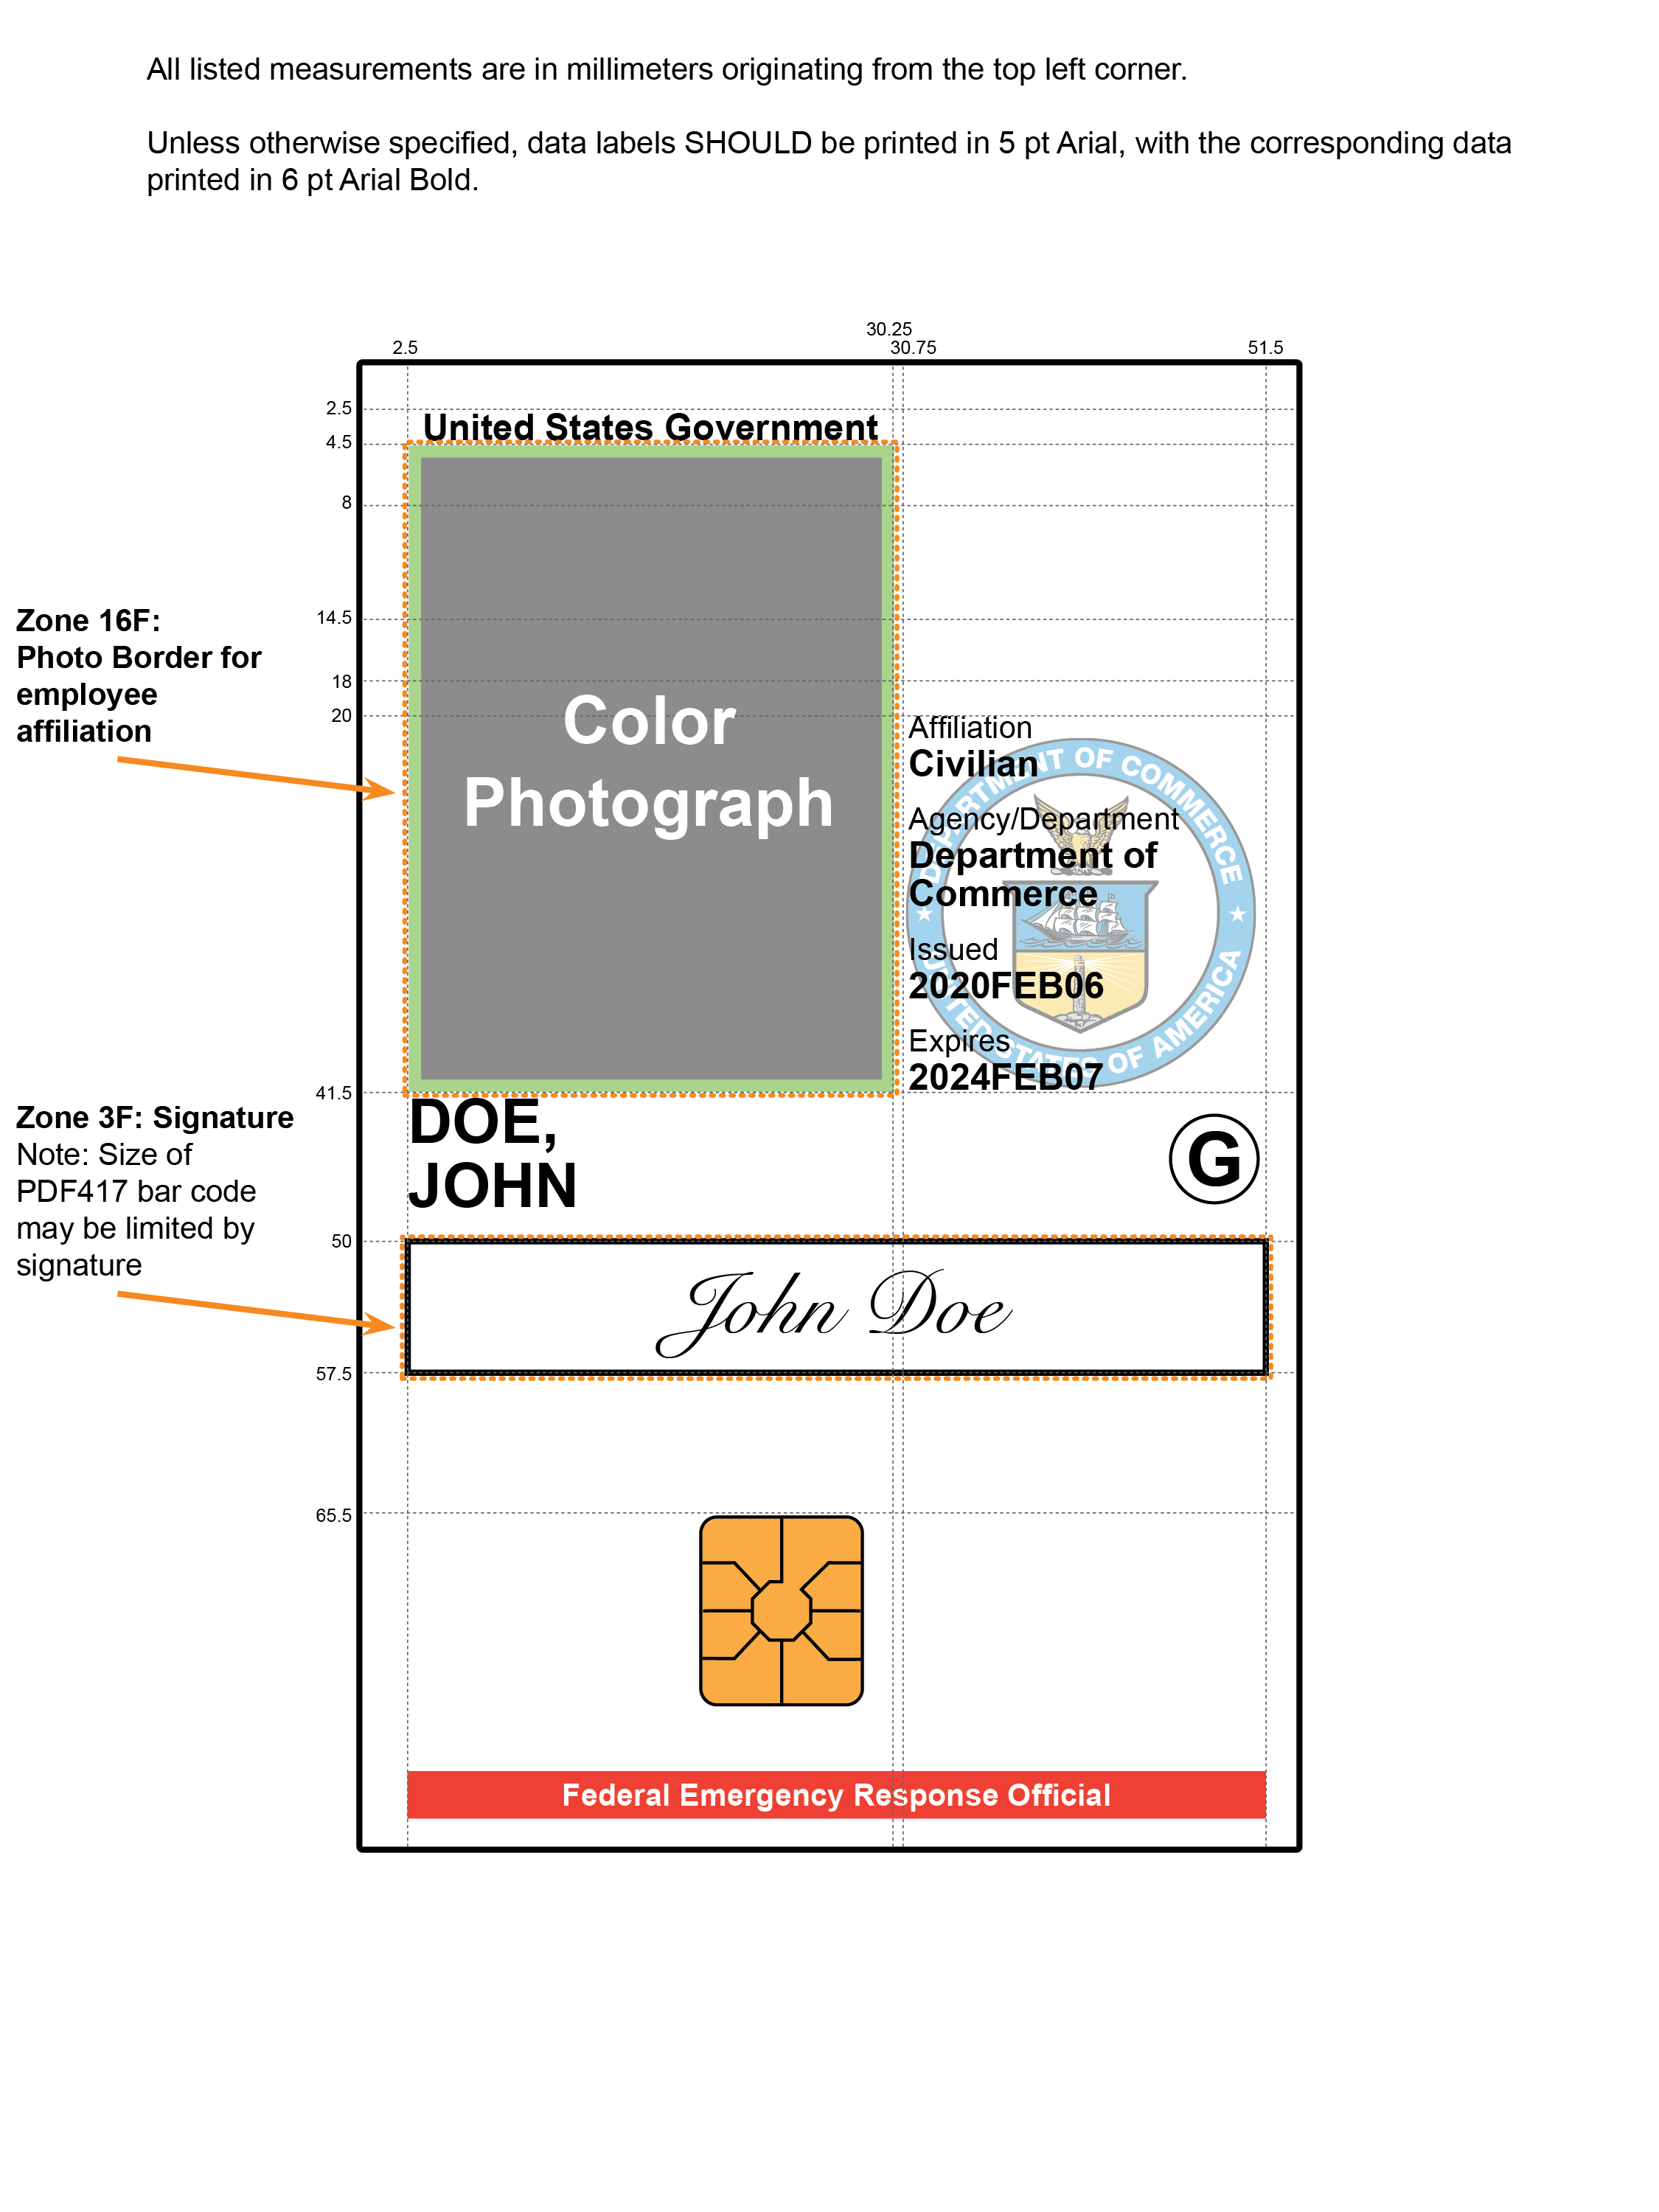 All listed measurements are in millimeters originating from the top left corner.
Unless otherwise specified, data labels SHOULD be printed in 5 pt Arial, with the corresponding data
printed in 6 pt Arial Bold.
30.25
2.5
30.75
51.5
2.5
United States Government
4.5
8
14.5
Zone 16F:
Photo Border for
employee
affiliation
18
20
Color
Photograph
Affiliation
Civilian
Agency/Department
Department of
Commerce
Issued
2020FEB06
Expires
2024FEB07
DEPARTMENT OF COMMERCE
UNITED STATES OF AMERICA
41.5
Zone 3F: Signature
Note: Size of
PDF417 bar code
may be limited by
signature
DOE,
JOHN
G
50
John Doe
57.5
65.5
Federal Emergency Response Official